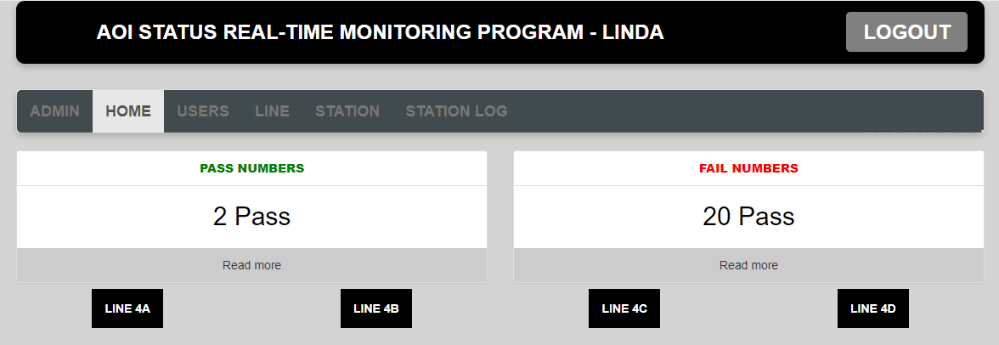 AOI STATUS REAL-TIME MONITORING PROGRAM - LINDA
LOGOUT
ADMIN HOME USERS LINE STATION STATION LOG
PASS NUMBERS
2 Pass
Read more
FAIL NUMBERS
20 Pass
Read more
LINE 4A LINE 4B LINE 4C LINE 4D